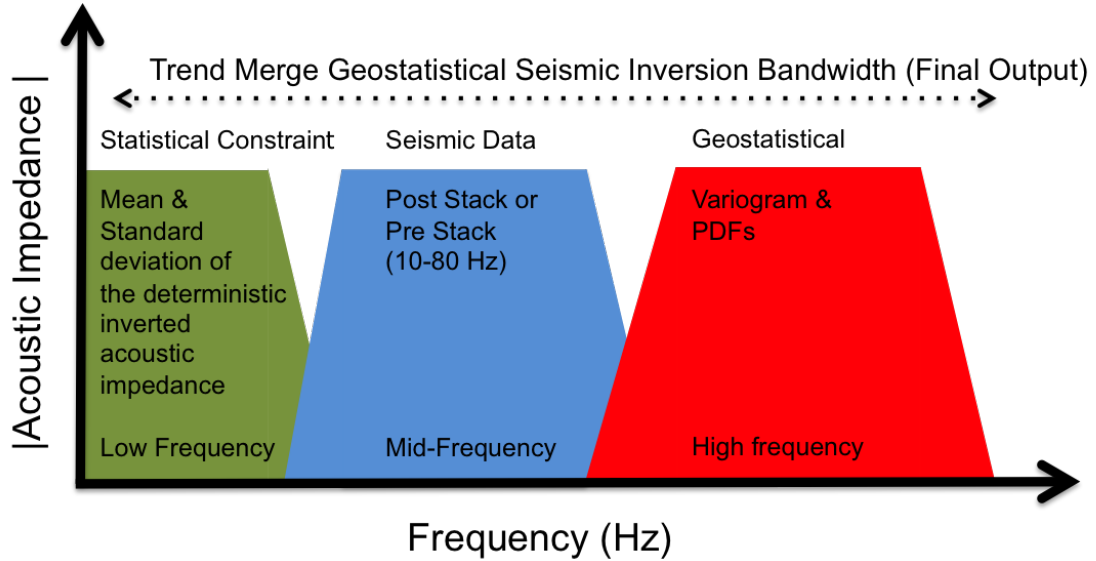 Trend Merge Geostatistical Seismic Inversion Bandwidth (Final Output)
|Acoustic Impedance |
Statistical Constraint
Mean &
Standard
deviation of
the deterministic
inverted
acoustic
impedance
Low Frequency
Seismic Data
Post Stack or
Pre Stack
(10-80 Hz)
Mid-Frequency
Geostatistical
Variogram &
PDFs
High frequency
Frequency (Hz)